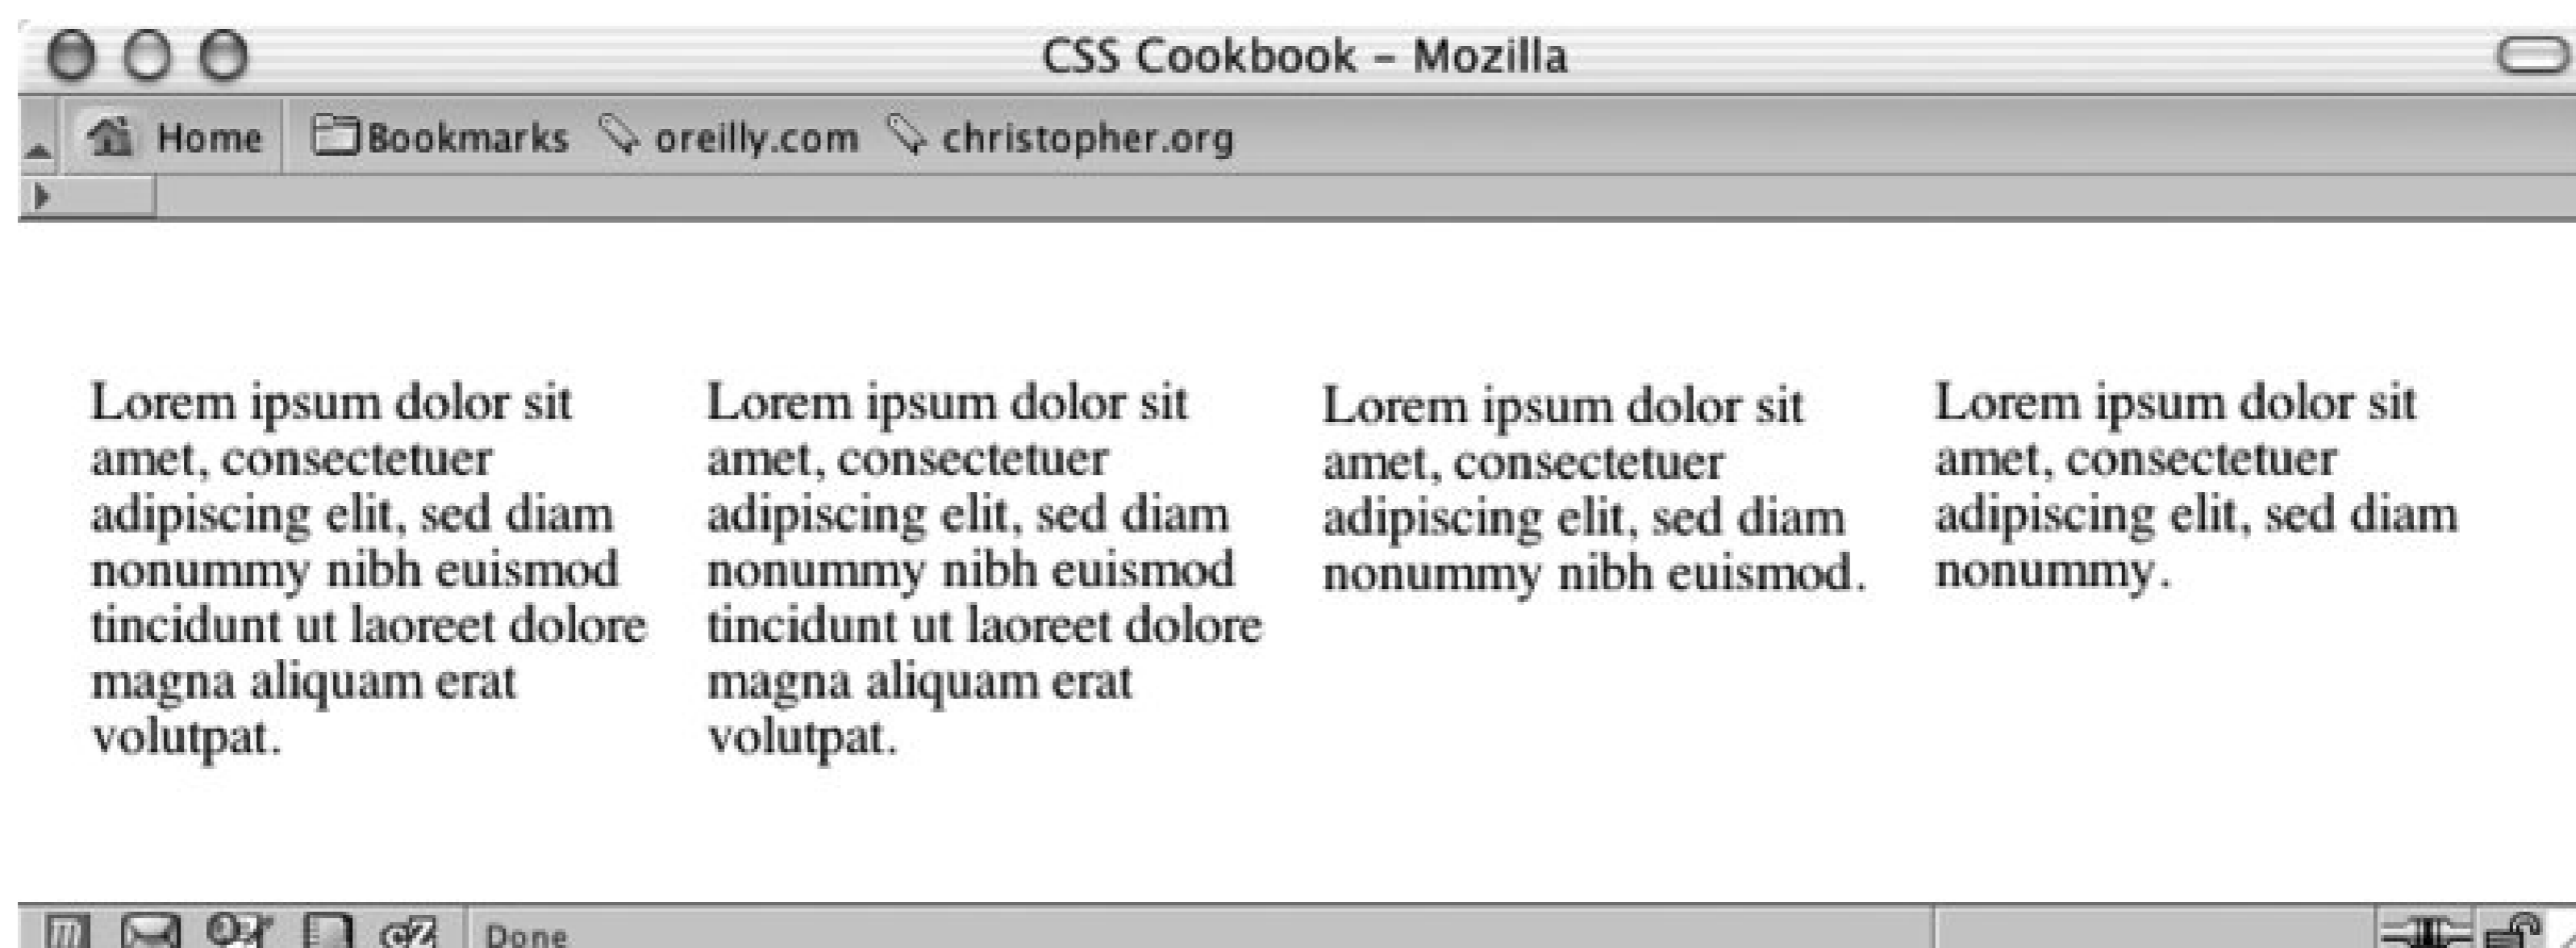 CSS Cookbook – Mozilla
Home Bookmarks oreilly.com christopher.org
Lorem ipsum dolor sit
amet, consectetuer
adipiscing elit, sed diam
nonummy nibh euismod
tincidunt ut laoreet dolore
magna aliquam erat
volutpat.
Lorem ipsum dolor sit
amet, consectetuer
adipiscing elit, sed diam
nonummy nibh euismod
tincidunt ut laoreet dolore
magna aliquam erat
volutpat.
Lorem ipsum dolor sit
amet, consectetuer
adipiscing elit, sed diam
nonummy nibh euismod.
Lorem ipsum dolor sit
amet, consectetuer
adipiscing elit, sed diam
nonummy.
Done